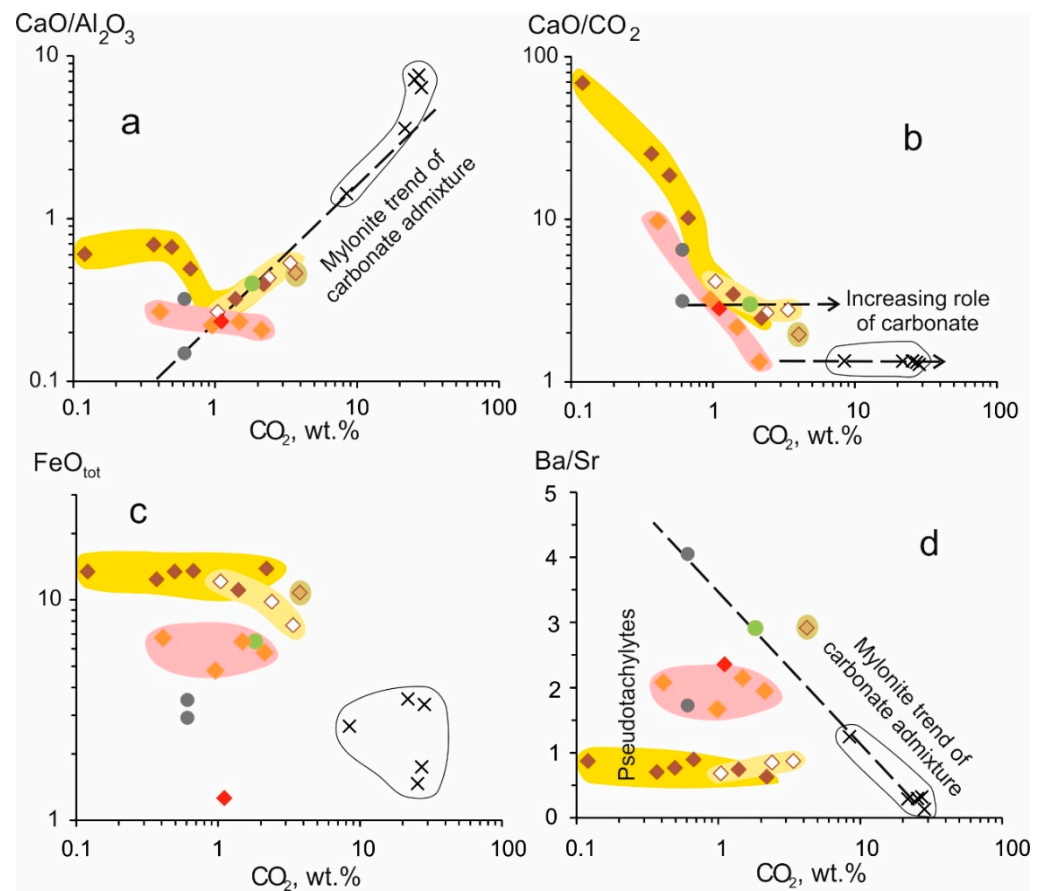 CaO/Al₂O₃
10
1
0.1
a
Mylonite trend of
carbonate admixture
0.1 1 10 100
CO₂, wt.%
CaO/CO₂
100
10
1
b
Increasing role
of carbonate
0.1 1 10 100
CO₂, wt.%
FeOtot
10
1
c
0.1 1 10 100
CO₂, wt.%
Ba/Sr
5
4
3
2
1
0
d
Pseudotachylytes
Mylonite trend of
carbonate admixture
0.1 1 10 100
CO₂, wt.%